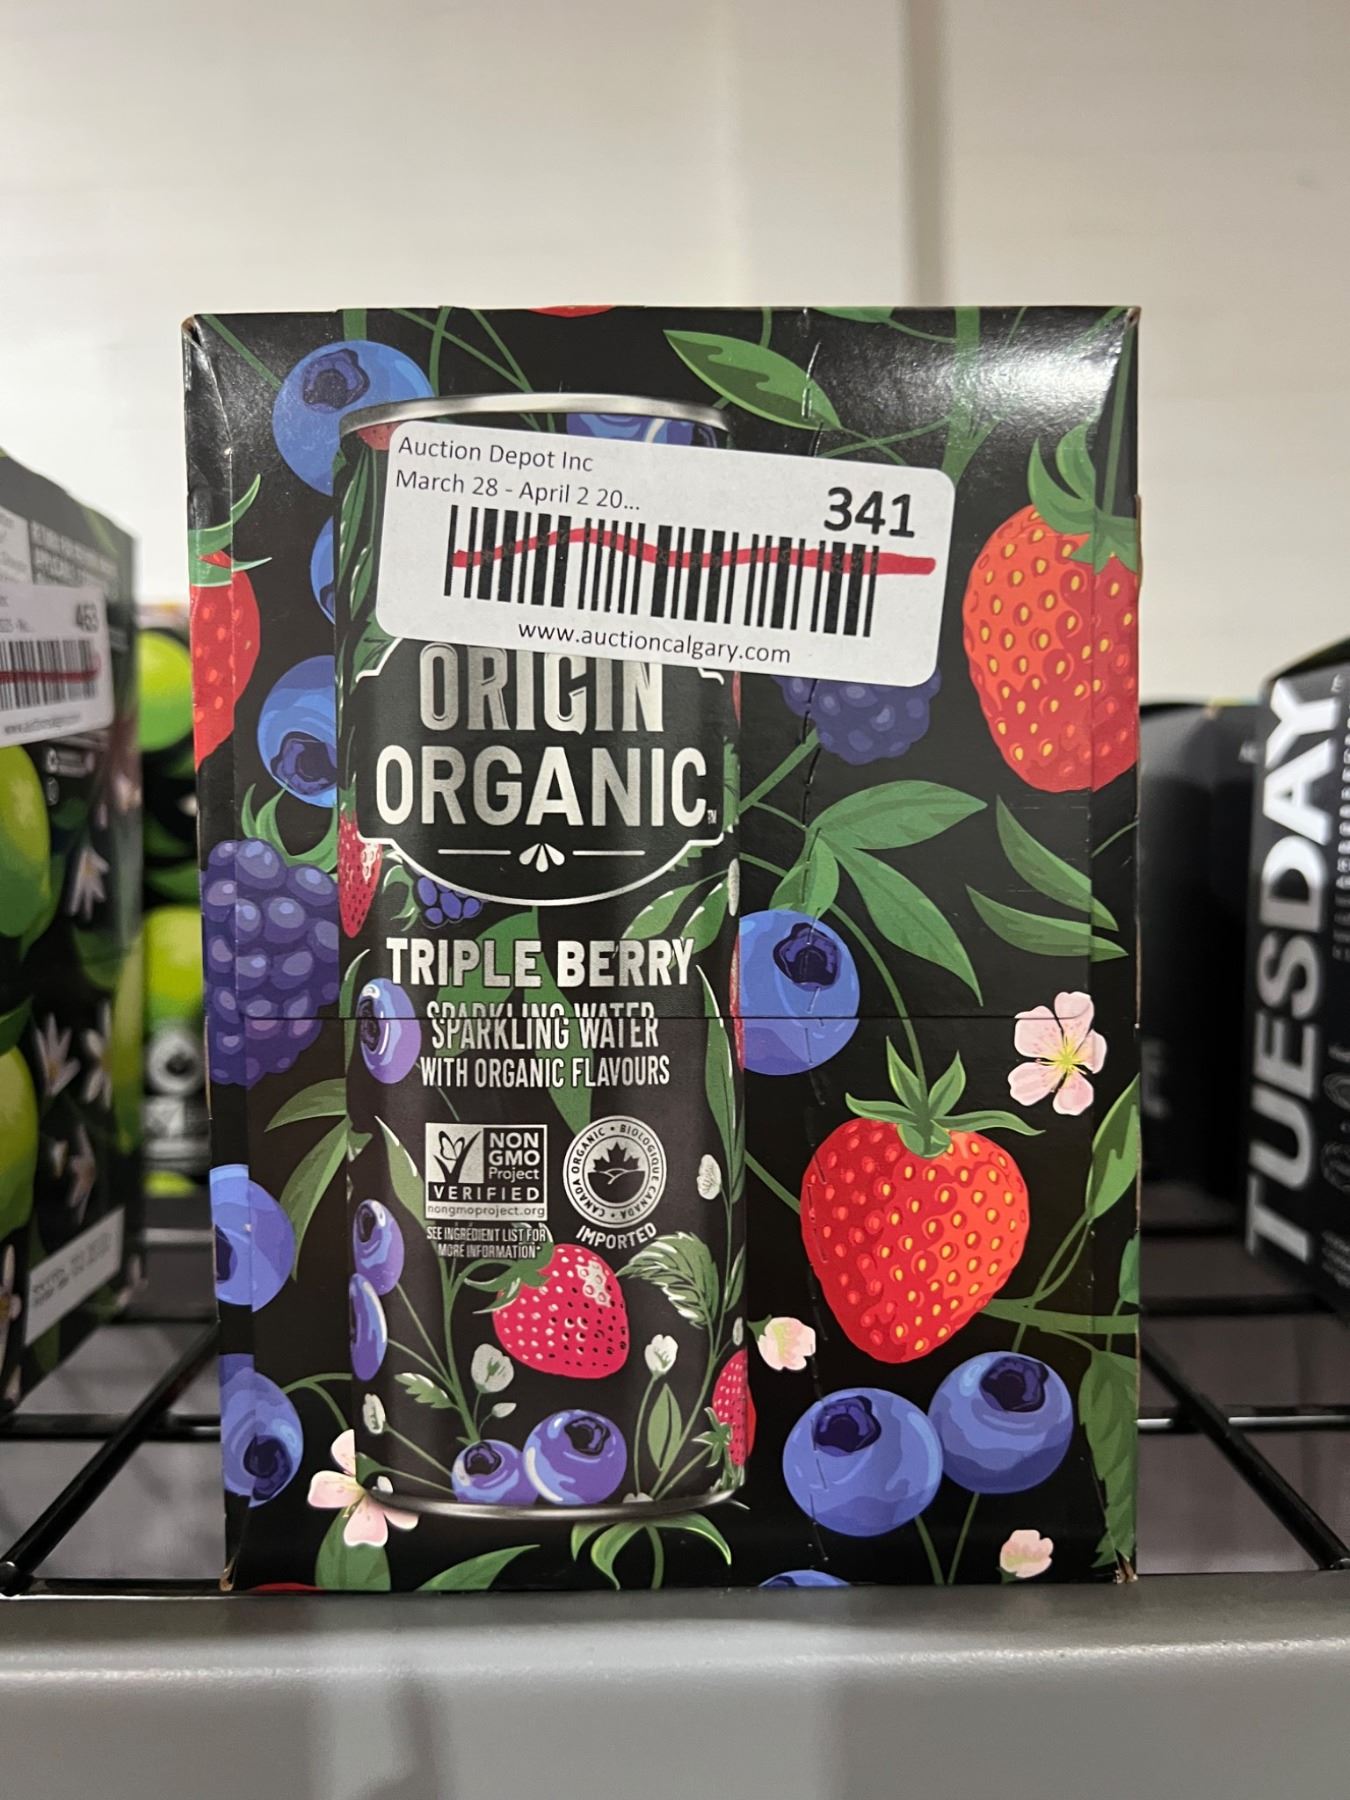 Auction Depot Inc
March 28 - April 2 20...
341
www.auctioncalgary.com
ORIGIN
ORGANIC
TM
TRIPLE BERRY
SPARKLING WATER
WITH ORGANIC FLAVOURS
NON
GMO
Project
VERIFIED
nongmoproject.org
SEE INGREDIENT LIST FOR
MORE INFORMATION*
CANADA ORGANIC • BIOLOGIQUE CANADA •
IMPORTED
463
TUESDAY